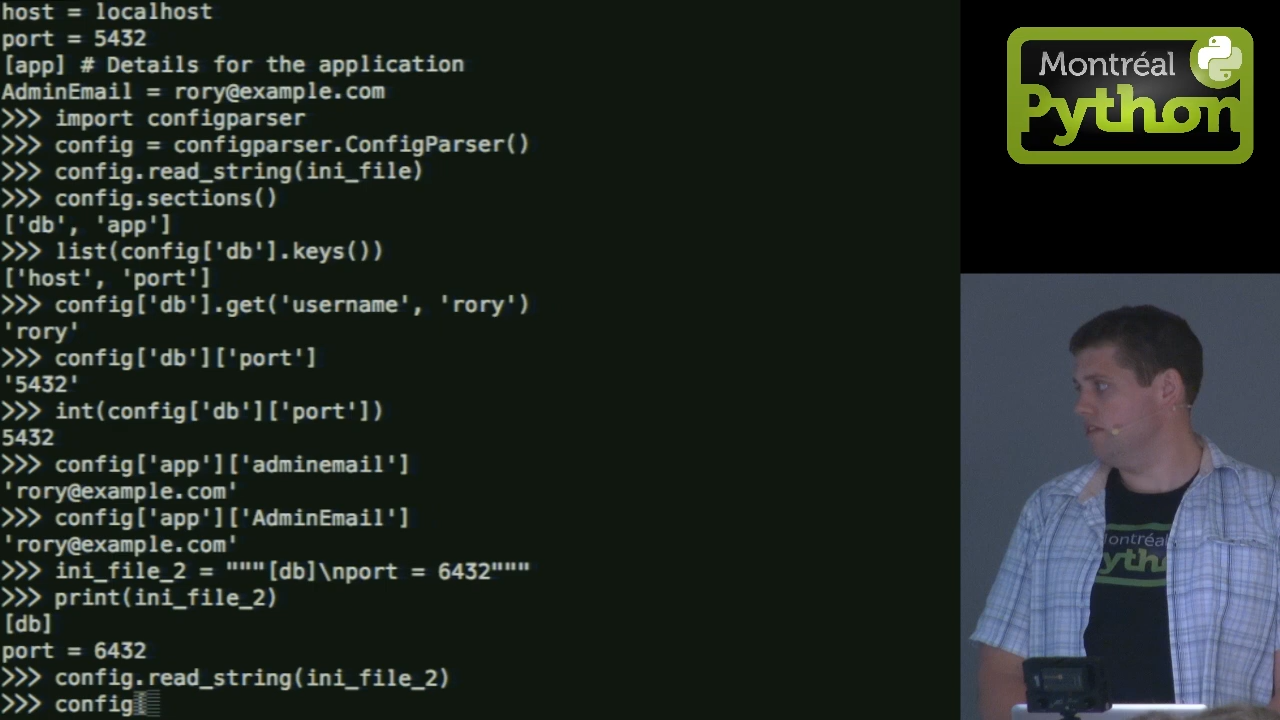 host = localhost
port = 5432
[app] # Details for the application
AdminEmail = rory@example.com
>>> import configparser
>>> config = configparser.ConfigParser()
>>> config.read_string(ini_file)
>>> config.sections()
['db', 'app']
>>> list(config['db'].keys())
['host', 'port']
>>> config['db'].get('username', 'rory')
'rory'
>>> config['db']['port']
'5432'
>>> int(config['db']['port'])
5432
>>> config['app']['adminemail']
'rory@example.com'
>>> config['app']['AdminEmail']
'rory@example.com'
>>> ini_file_2 = """[db]\nport = 6432"""
>>> print(ini_file_2)
[db]
port = 6432
>>> config.read_string(ini_file_2)
>>> config
Montréal
Python